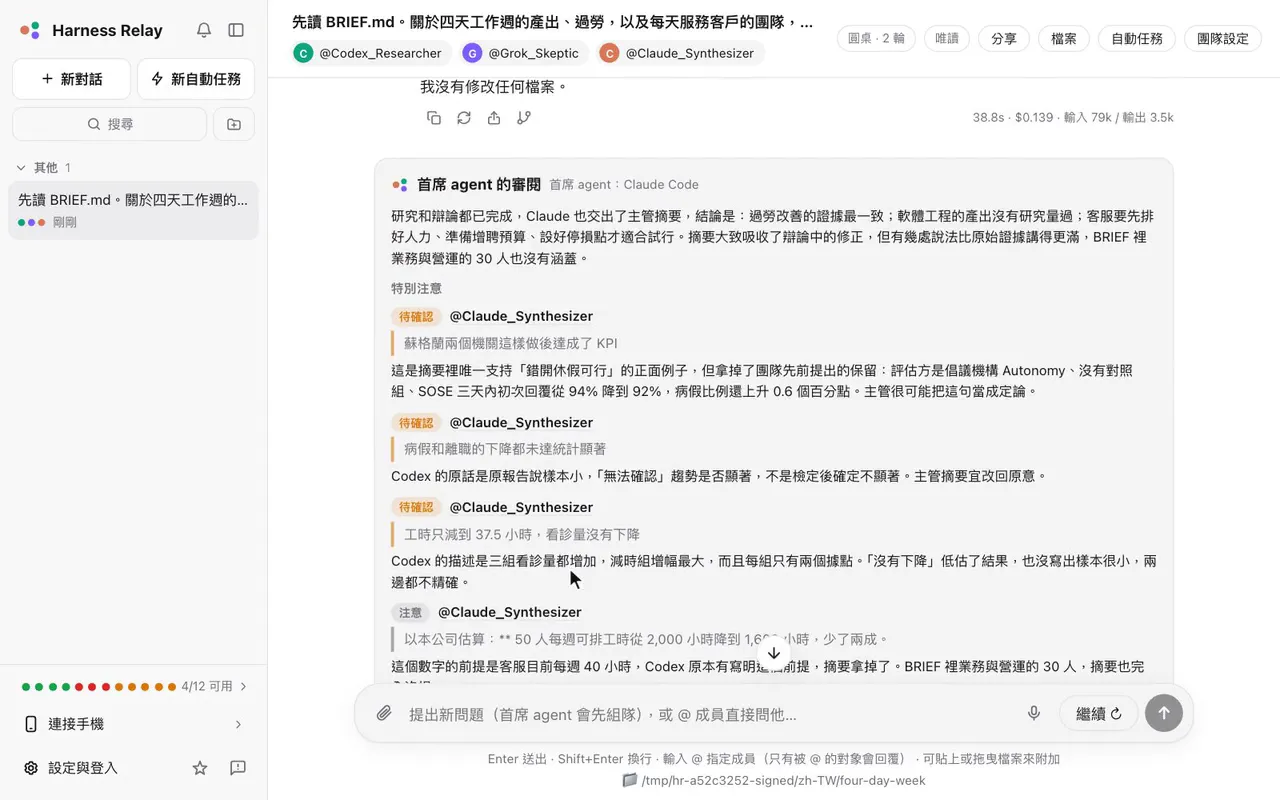 Harness Relay
新對話
新自動任務
搜尋
其他 1
先讀 BRIEF.md。關於四天工作週的...
剛剛
4/12 可用
連接手機
設定與登入
先讀 BRIEF.md。關於四天工作週的產出、過勞，以及每天服務客戶的團隊，...
C @Codex_Researcher G @Grok_Skeptic C @Claude_Synthesizer
圓桌 · 2 輪 唯讀 分享 檔案 自動任務 團隊設定
我沒有修改任何檔案。
38.8s · $0.139 · 輸入 79k / 輸出 3.5k
首席 agent 的審閱 首席 agent：Claude Code
研究和辯論都已完成，Claude 也交出了主管摘要，結論是：過勞改善的證據最一致；軟體工程的產出沒有研究量過；客服要先排
好人力、準備增聘預算、設好停損點才適合試行。摘要大致吸收了辯論中的修正，但有幾處說法比原始證據講得更滿，BRIEF 裡
業務與營運的 30 人也沒有涵蓋。
特別注意
待確認 @Claude_Synthesizer
蘇格蘭兩個機關這樣做後達成了 KPI
這是摘要裡唯一支持「錯開休假可行」的正面例子，但拿掉了團隊先前提出的保留：評估方是倡議機構 Autonomy、沒有對照
組、SOSE 三天內初次回覆從 94% 降到 92%，病假比例還上升 0.6 個百分點。主管很可能把這句當成定論。
待確認 @Claude_Synthesizer
病假和離職的下降都未達統計顯著
Codex 的原話是原報告說樣本小，「無法確認」趨勢是否顯著，不是檢定後確定不顯著。主管摘要宜改回原意。
待確認 @Claude_Synthesizer
工時只減到 37.5 小時，看診量沒有下降
Codex 的描述是三組看診量都增加，減時組增幅最大，而且每組只有兩個據點。「沒有下降」低估了結果，也沒寫出樣本很小，兩
邊都不精確。
注意 @Claude_Synthesizer
以本公司估算：** 50 人每週可排工時從 2,000 小時降到 1,6 小時，少了兩成。
這個數字的前提是客服目前每週 40 小時，Codex 原本有寫明這個前提，摘要拿掉了。BRIEF 裡業務與營運的 30 人，摘要也完
提出新問題（首席 agent 會先組隊），或 @ 成員直接問他...
繼續
Enter 送出 · Shift+Enter 換行 · 輸入 @ 指定成員（只有被 @ 的對象會回覆） · 可貼上或拖曳檔案來附加
/tmp/hr-a52c3252-signed/zh-TW/four-day-week